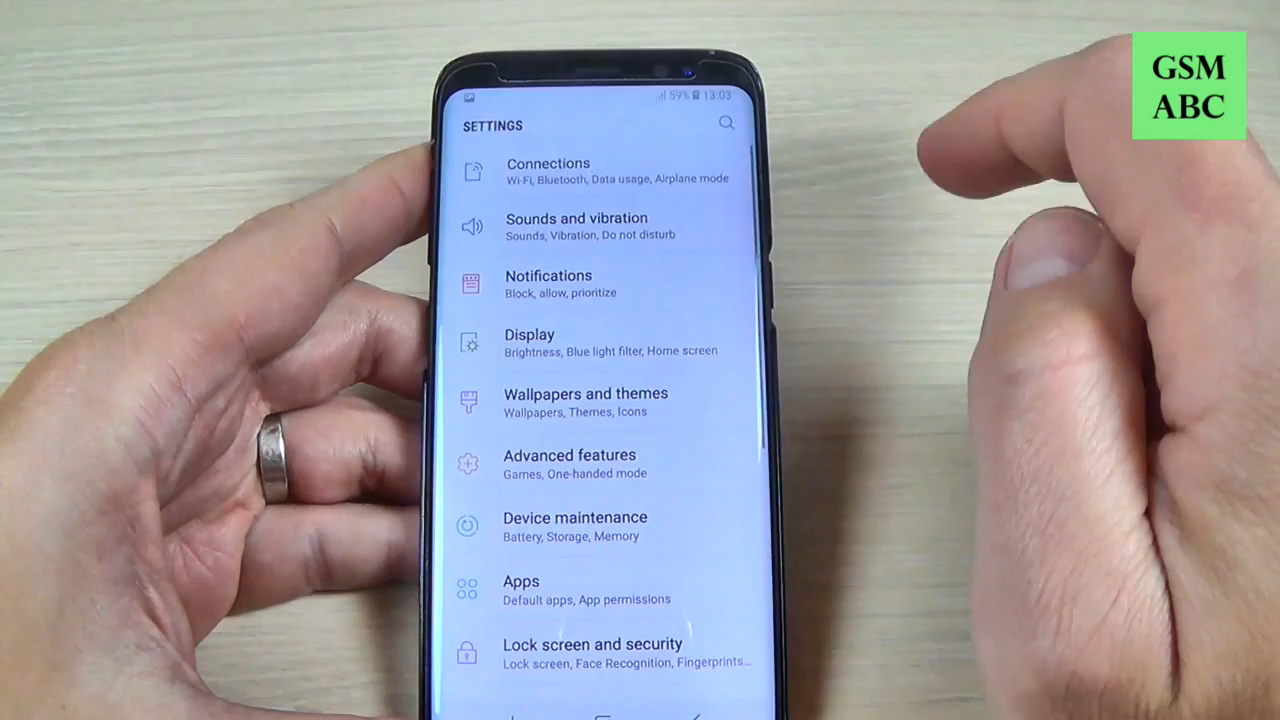 GSM
ABC
59% 13:03
SETTINGS
Connections
Wi-Fi, Bluetooth, Data usage, Airplane mode
Sounds and vibration
Sounds, Vibration, Do not disturb
Notifications
Block, allow, prioritize
Display
Brightness, Blue light filter, Home screen
Wallpapers and themes
Wallpapers, Themes, Icons
Advanced features
Games, One-handed mode
Device maintenance
Battery, Storage, Memory
Apps
Default apps, App permissions
Lock screen and security
Lock screen, Face Recognition, Fingerprints...